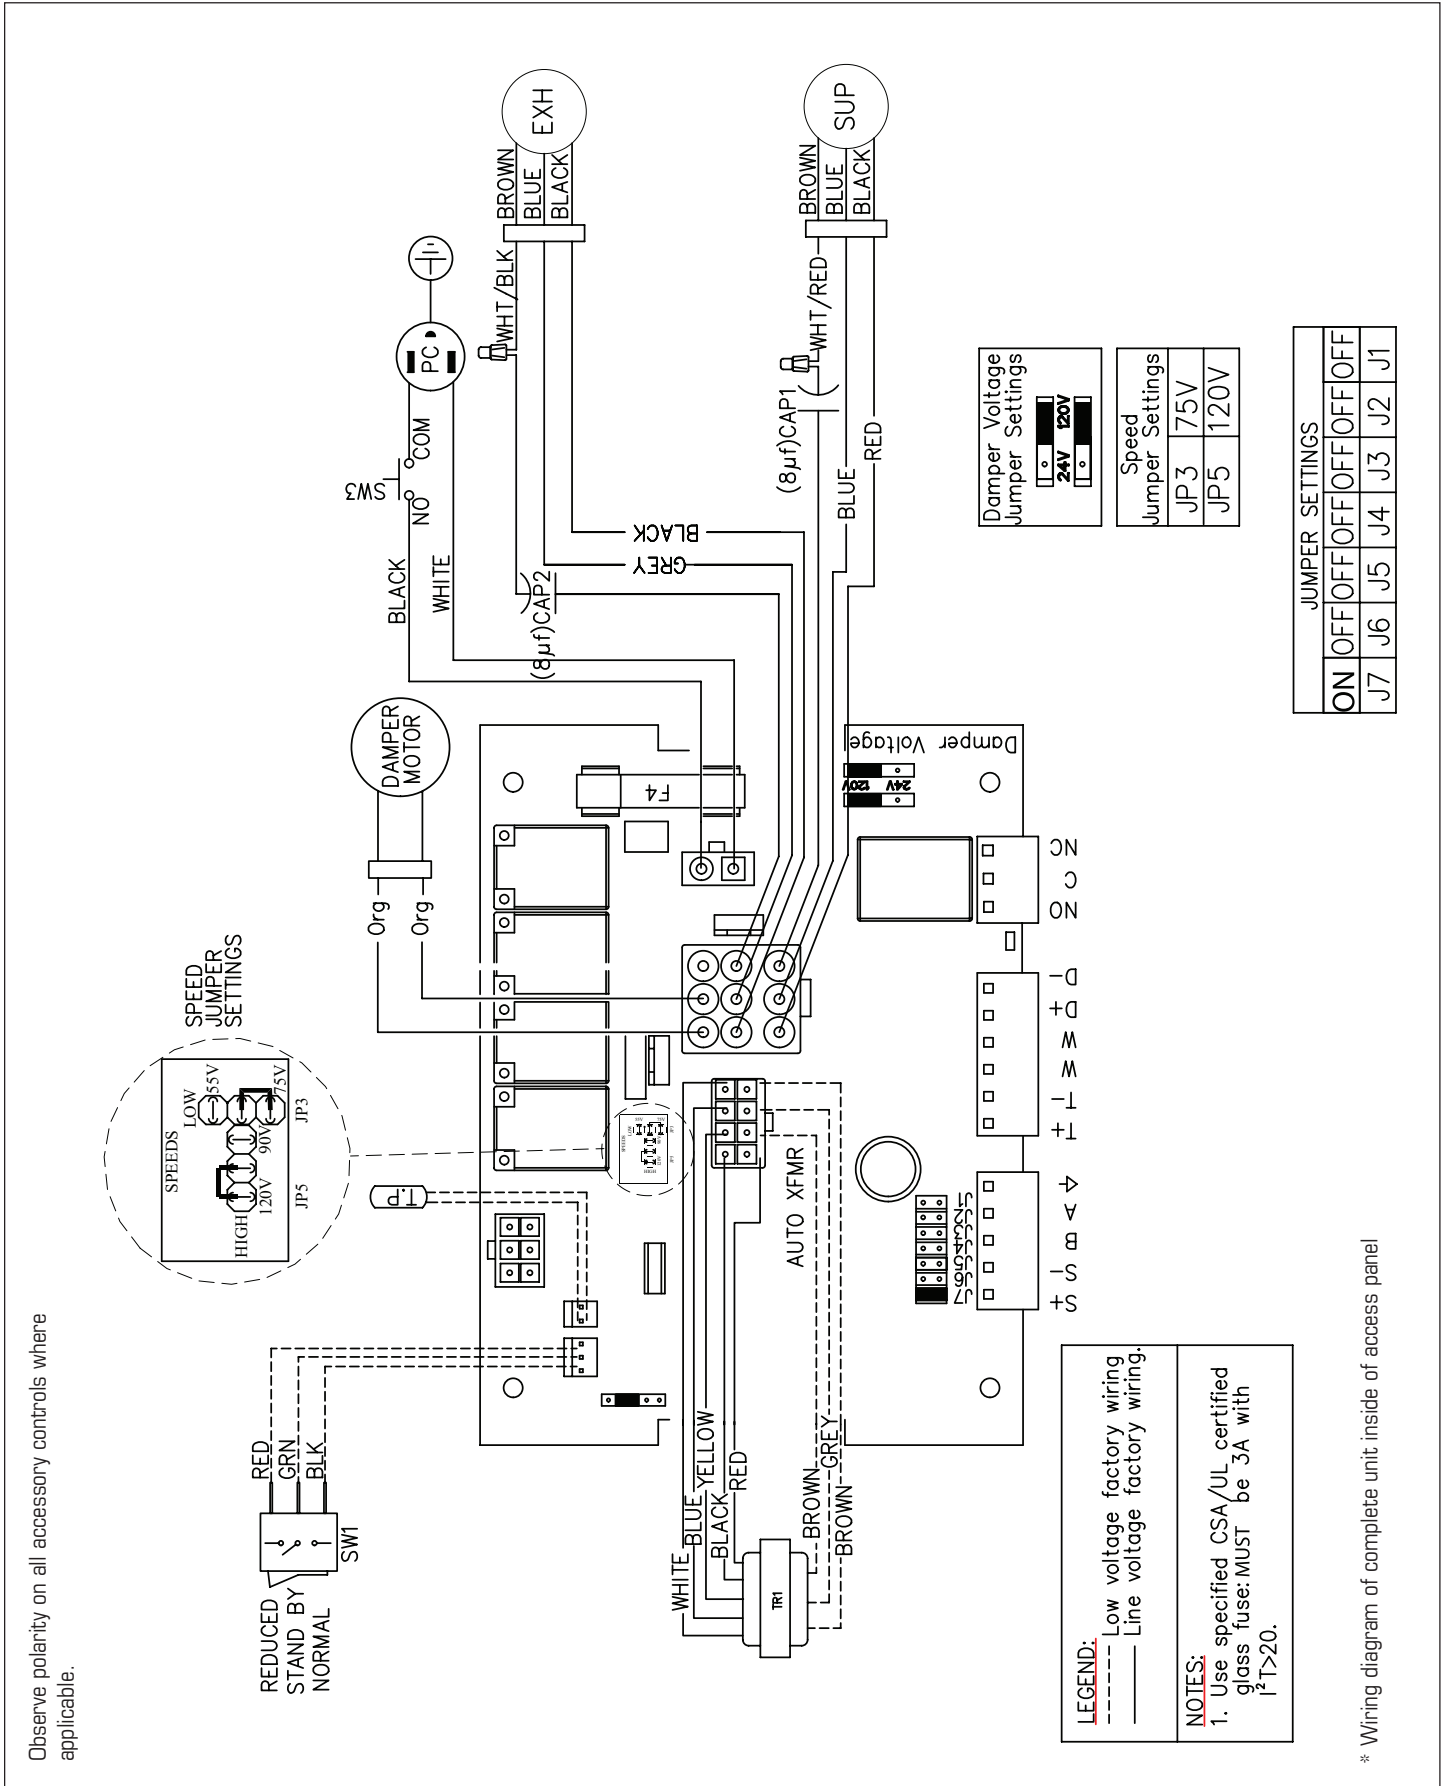 Observe polarity on all accessory controls where
applicable.
REDUCED
STAND BY
NORMAL
SW1
RED
GRN
BLK
T.P
SPEED
JUMPER
SETTINGS
SPEEDS
LOW
55V
75V
90V
HIGH
120V
JP5
JP3
Org
Org
DAMPER
MOTOR
BLACK
WHITE
SW3
NO
COM
PC
EXH
BROWN
BLUE
BLACK
WHT/BLK
(8µf)CAP2
GREY
BLACK
SUP
BROWN
BLUE
BLACK
WHT/RED
(8µf)CAP1
BLUE
RED
F4
WHITE
BLUE
YELLOW
BLACK
RED
TR1
AUTO XFMR
BROWN
GREY
BROWN
Damper Voltage
120V
24V
J7
J6
J5
J4
J3
J2
J1
S+
S-
B
A
T+
T-
W
W
D+
D-
NO
C
NC
Damper Voltage
Jumper Settings
24V 120V
Speed
Jumper Settings
JP3 75V
JP5 120V
JUMPER SETTINGS
ON OFF OFF OFF OFF OFF OFF
J7 J6 J5 J4 J3 J2 J1
LEGEND:
Low voltage factory wiring
Line voltage factory wiring.
NOTES:
1. Use specified CSA/UL certified
glass fuse: MUST be 3A with
I²T>20.
* Wiring diagram of complete unit inside of access panel